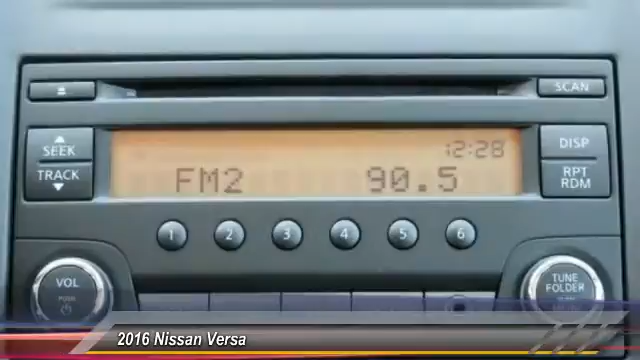 SCAN
SEEK
TRACK
12:28
FM2
90.5
DISP
RPT
RDM
1 2 3 4 5 6
VOL
PUSH
TUNE
FOLDER
2016 Nissan Versa